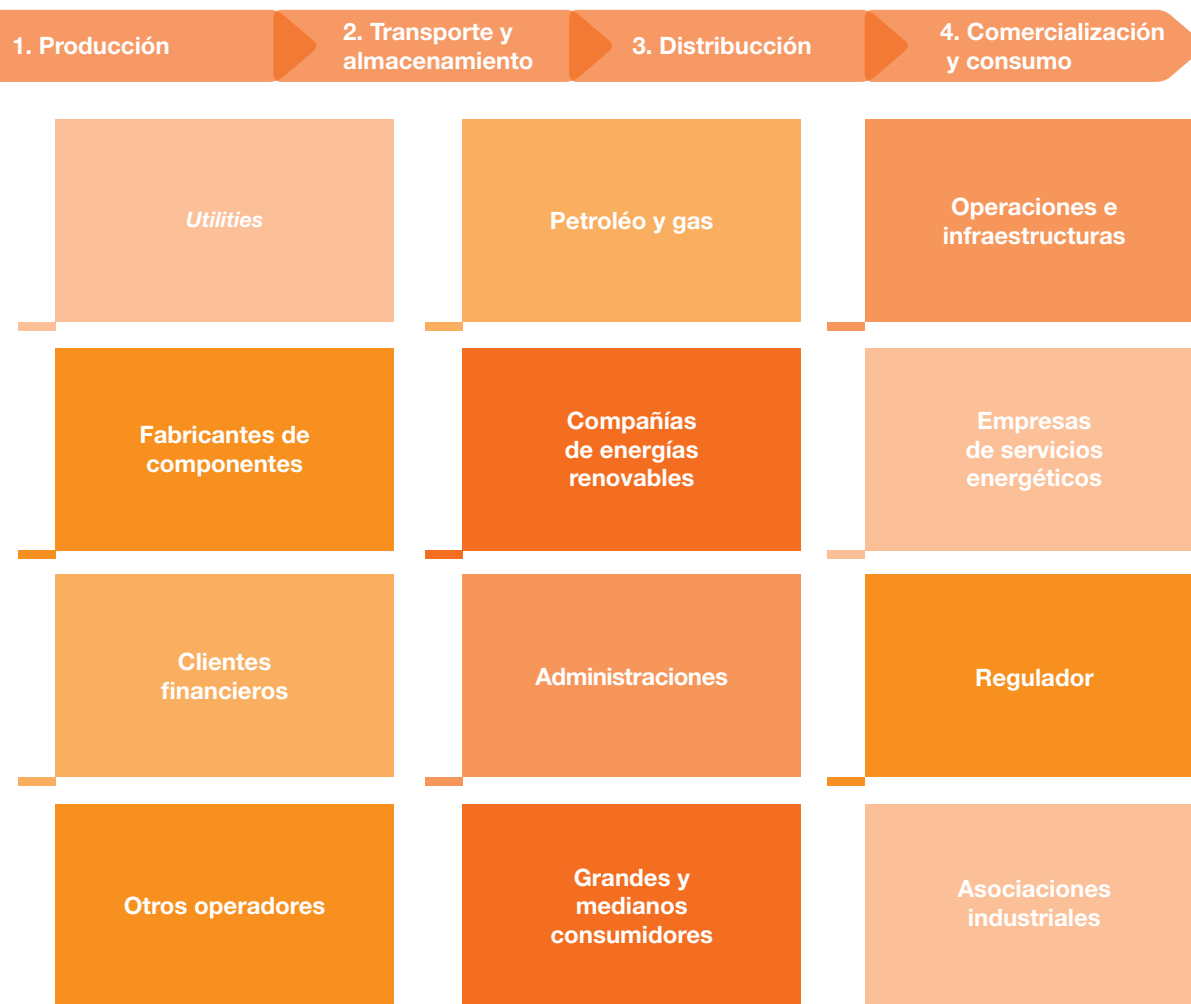 1. Producción
2. Transporte y
almacenamiento
3. Distribucción
4. Comercialización
y consumo
Utilities
Petroléo y gas
Operaciones e
infraestructuras
Fabricantes de
componentes
Compañías
de energías
renovables
Empresas
de servicios
energéticos
Clientes
financieros
Administraciones
Regulador
Otros operadores
Grandes y
medianos
consumidores
Asociaciones
industriales